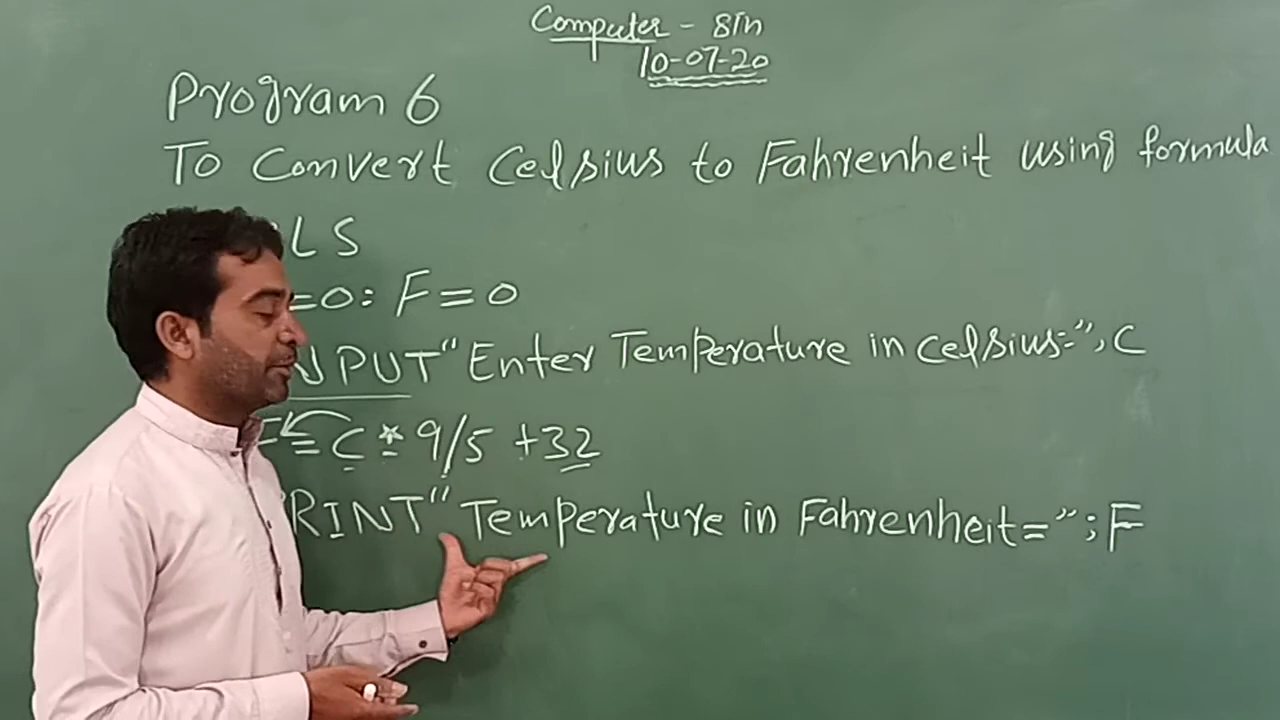 Computer - 8Th
10-07-20
Program 6
To Convert Celsius to Fahrenheit using formula
LS
=0: F=0
NPUT "Enter Temperature in celsius=", C
F=C*9/5 +32
RINT "Temperature in Fahrenheit="; F